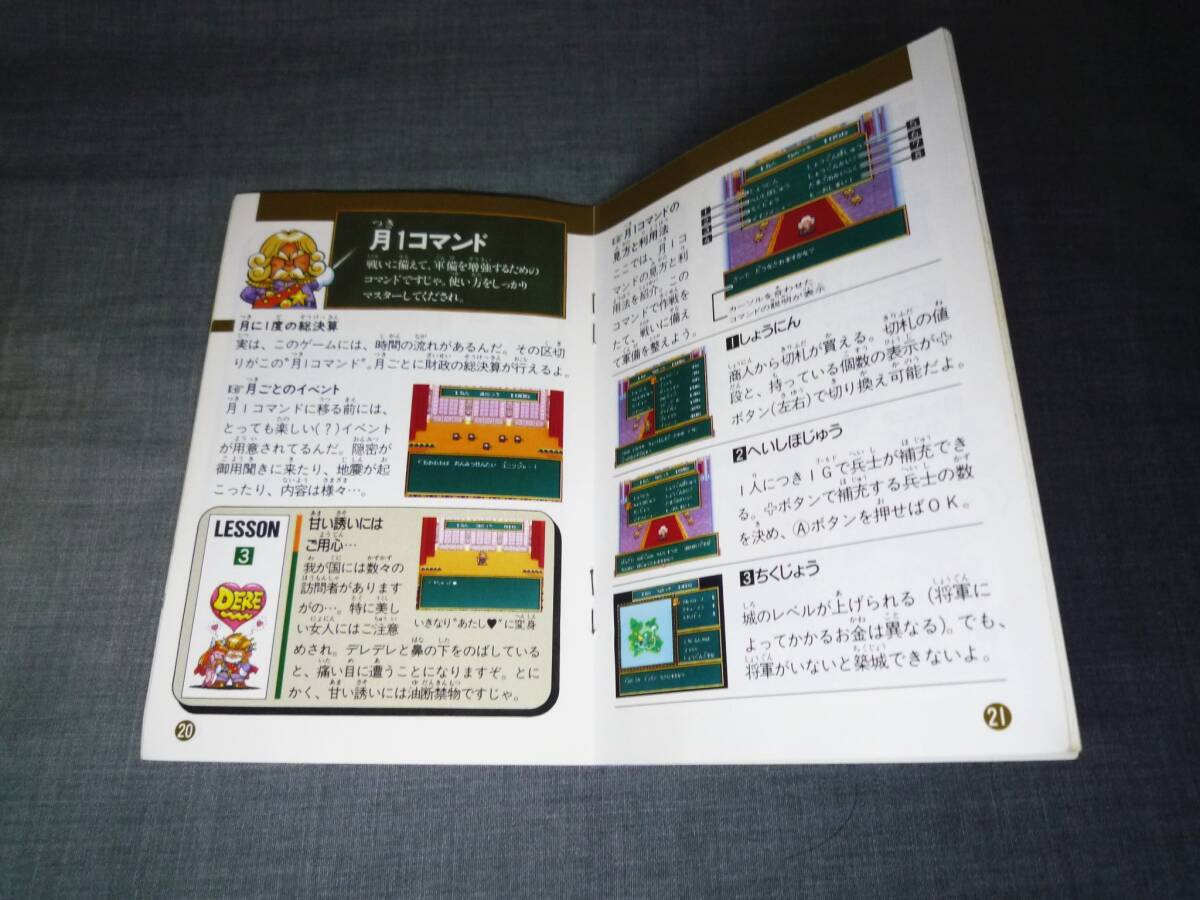 月1コマンド
戦いに備えて、軍備を増強するための
コマンドですじゃ。使い方をしっかり
マスターしてくだされ。
月に1度の総決算
実は、このゲームには、時間の流れがあるんだ。その区切
りがこの"月1コマンド"。月ごとに財政の総決算が行えるよ。
☞月ごとのイベント
月1コマンドに移る前には、
とっても楽しい(?)イベント
が用意されてるんだ。隠密が
御用聞きに来たり、地震が起
こったり、内容は様々…。
LESSON
3
DERE
甘い誘いには
ご用心…
我が国には数々の
訪問者があります
がの…。特に美し
い女人にはご注意
めされ。デレデレと鼻の下をのばしている
と、痛い目に遭うことになりますぞ。とに
かく、甘い誘いには油断禁物ですじゃ。
いきなり"あたし♥"に変身
20
☞月1コマンドの
見方と利用法
ここでは、月1コ
マンドの見方と利
用法を紹介。この
コマンドで作戦を
たて、戦いに備え
て軍備を整えよう。
1
2
3
4
5
6
7
8
カーソルを合わせた
コマンドの説明が表示
1しょうにん
商人から切札が買える。切札の値
段と、持っている個数の表示が✚
ボタン(左右)で切り換え可能だよ。
2へいしほじゅう
1人につき1Gで兵士が補充でき
る。✚ボタンで補充する兵士の数
を決め、Ⓐボタンを押せばOK。
3ちくじょう
城のレベルが上げられる(将軍に
よってかかるお金は異なる)。でも、
将軍がいないと築城できないよ。
21